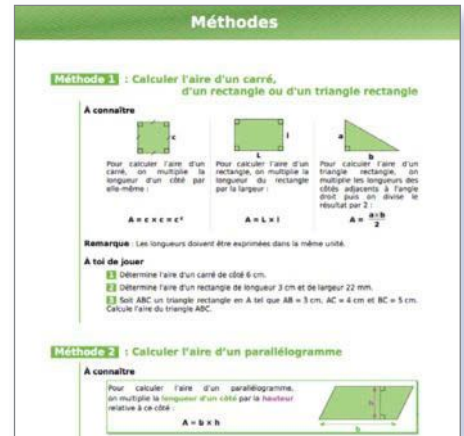 Méthodes
Méthode 1 : Calculer l'aire d'un carré,
d'un rectangle ou d'un triangle rectangle
À connaître
c
l
L
a
b
Pour calculer l'aire d'un
carré, on multiplie la
longueur d'un côté par
elle-même :
A = c × c = c²
Pour calculer l'aire d'un
rectangle, on multiplie la
longueur du rectangle
par la largeur :
A = L × l
Pour calculer l'aire d'un
triangle rectangle, on
multiplie les longueurs des
côtés adjacents à l'angle
droit puis on divise le
résultat par 2 :
A = a×b
2
Remarque : Les longueurs doivent être exprimées dans la même unité.
À toi de jouer
1 Détermine l'aire d'un carré de côté 6 cm.
2 Détermine l'aire d'un rectangle de longueur 3 cm et de largeur 22 mm.
3 Soit ABC un triangle rectangle en A tel que AB = 3 cm, AC = 4 cm et BC = 5 cm.
Calcule l'aire du triangle ABC.
Méthode 2 : Calculer l'aire d'un parallélogramme
À connaître
Pour calculer l'aire d'un parallélogramme,
on multiplie la longueur d'un côté par la hauteur
relative à ce côté :
A = b × h
h
b